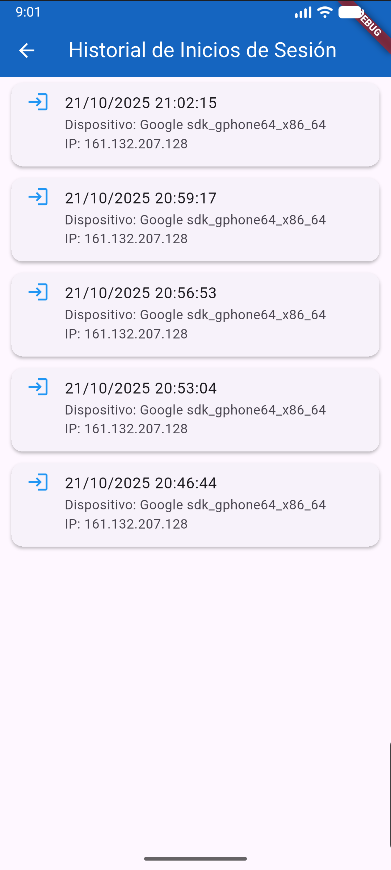 9:01
DEBUG
Historial de Inicios de Sesión
21/10/2025 21:02:15
Dispositivo: Google sdk_gphone64_x86_64
IP: 161.132.207.128
21/10/2025 20:59:17
Dispositivo: Google sdk_gphone64_x86_64
IP: 161.132.207.128
21/10/2025 20:56:53
Dispositivo: Google sdk_gphone64_x86_64
IP: 161.132.207.128
21/10/2025 20:53:04
Dispositivo: Google sdk_gphone64_x86_64
IP: 161.132.207.128
21/10/2025 20:46:44
Dispositivo: Google sdk_gphone64_x86_64
IP: 161.132.207.128